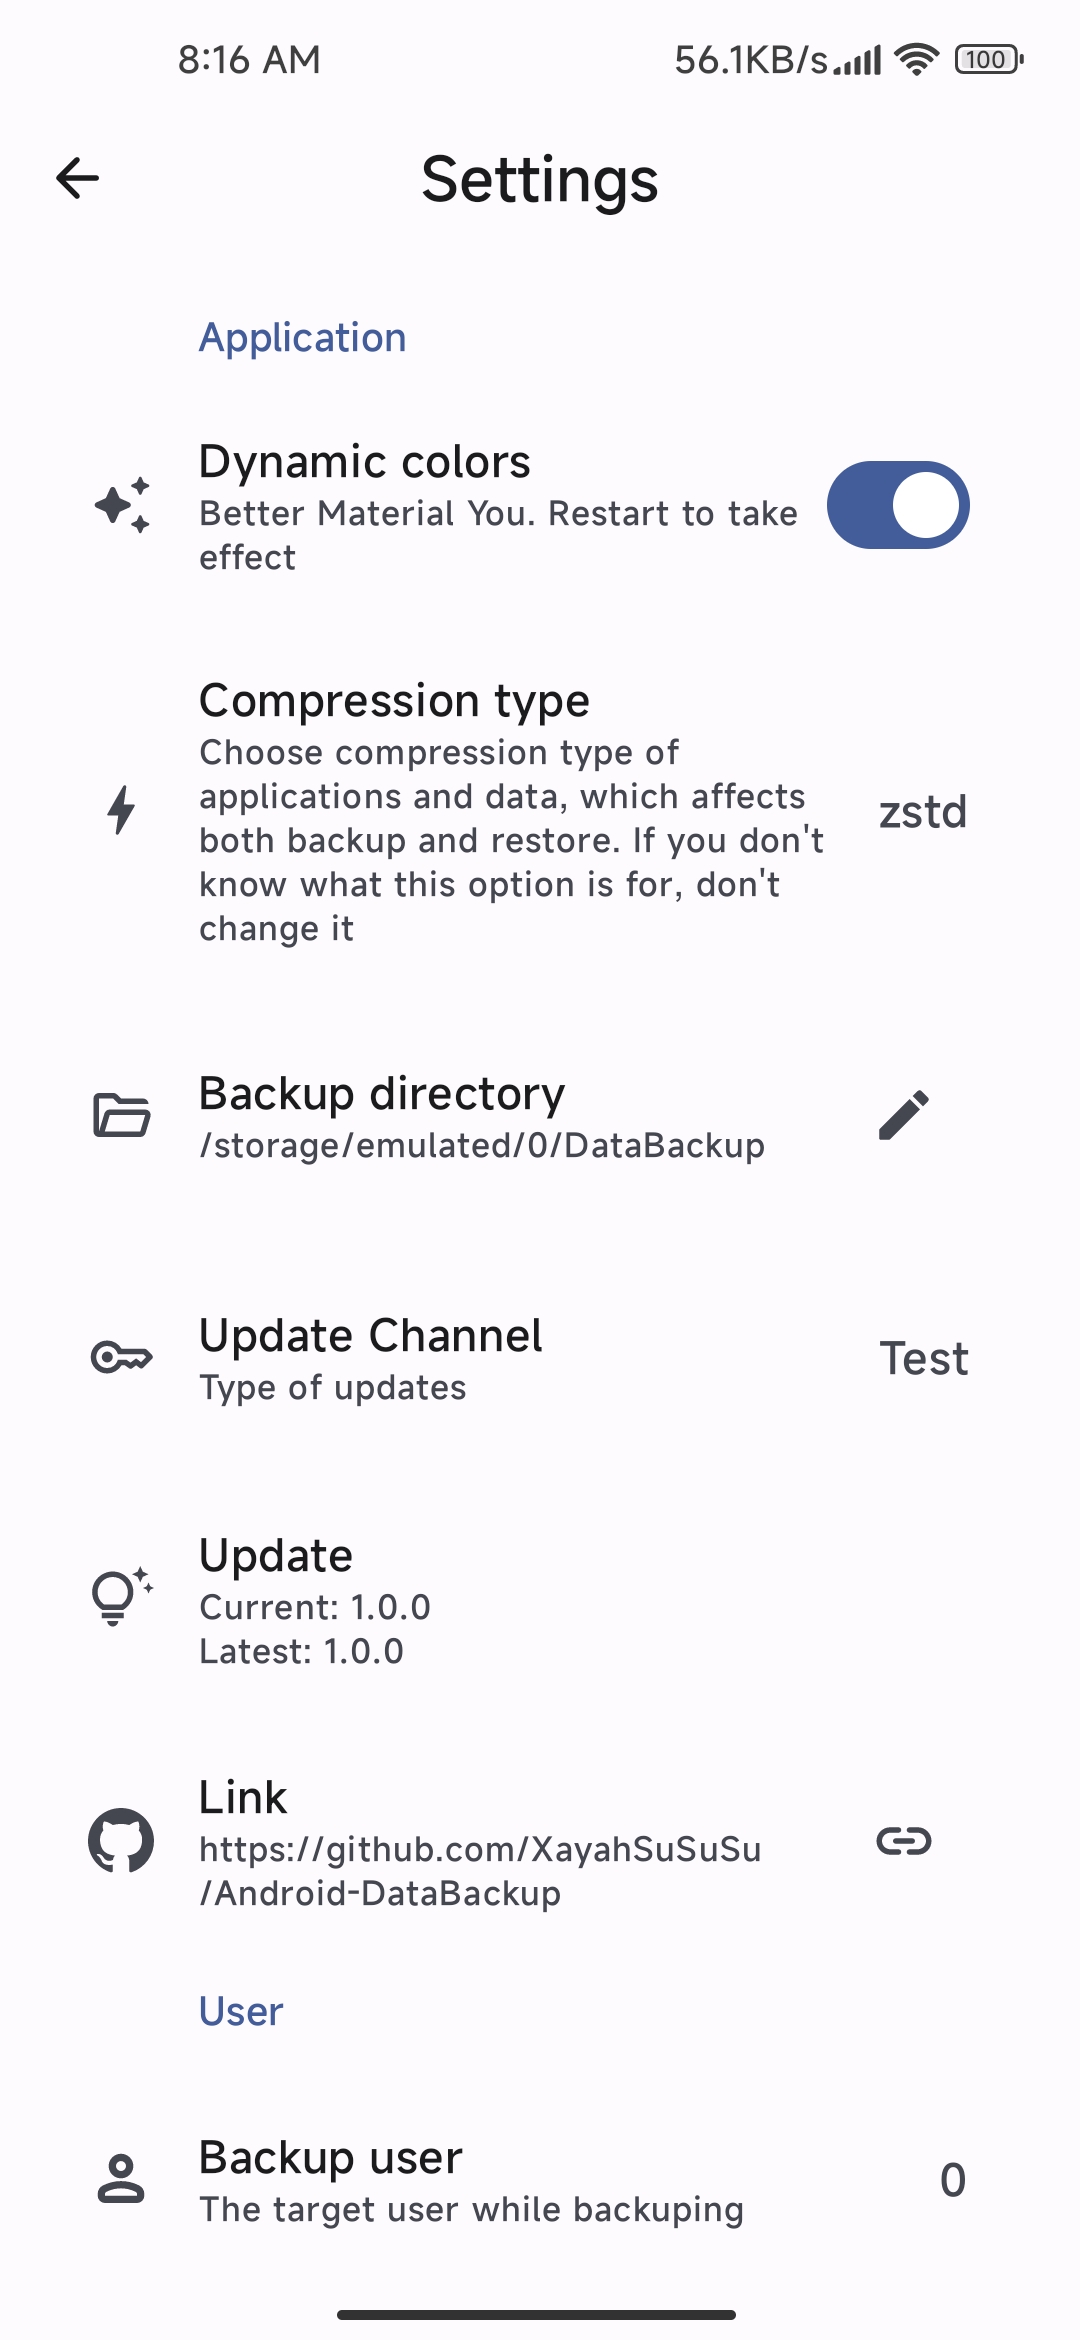 8:16 AM 56.1KB/s 100
Settings
Application
Dynamic colors
Better Material You. Restart to take
effect
Compression type
Choose compression type of
applications and data, which affects
both backup and restore. If you don't
know what this option is for, don't
change it
zstd
Backup directory
/storage/emulated/0/DataBackup
Update Channel
Type of updates
Test
Update
Current: 1.0.0
Latest: 1.0.0
Link
https://github.com/XayahSuSuSu
/Android-DataBackup
User
Backup user
The target user while backuping
0